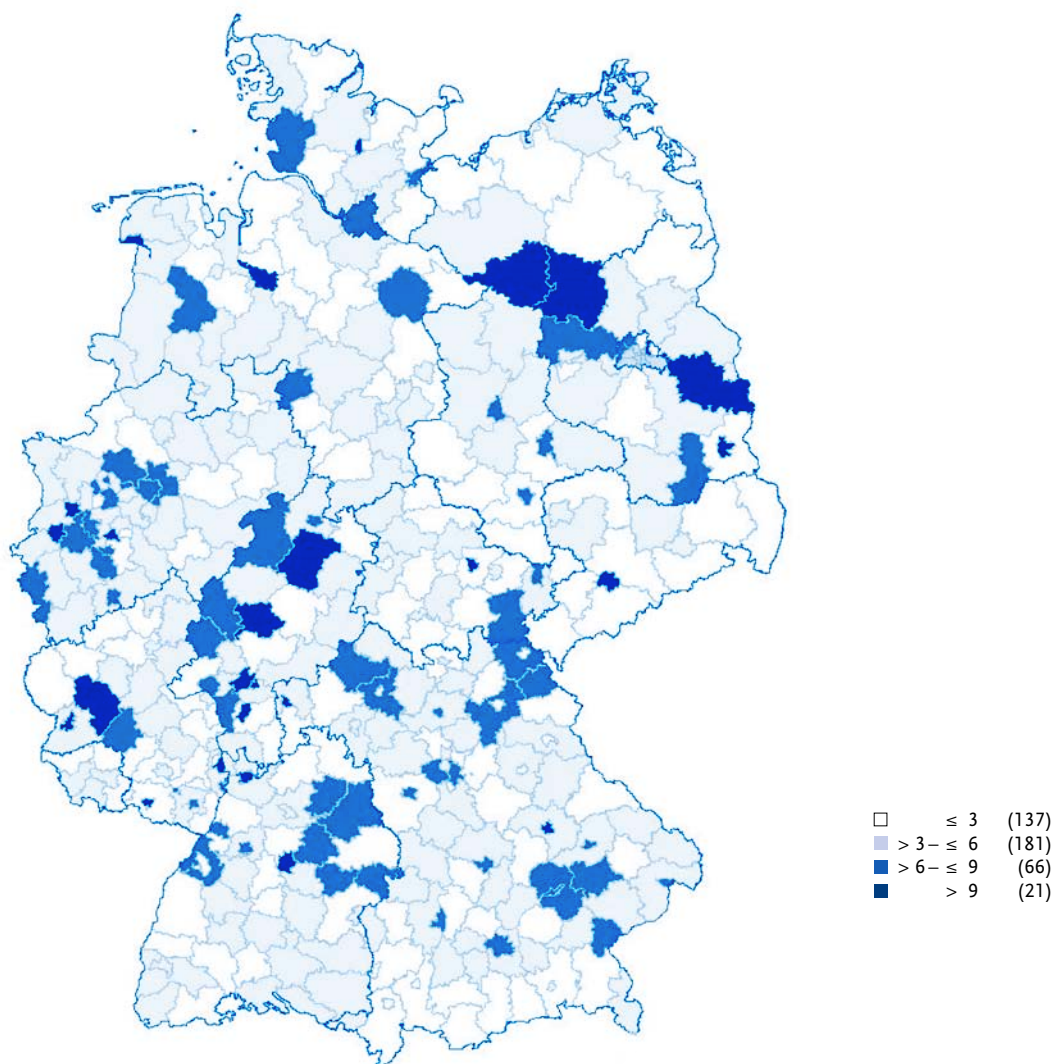 ≤ 3 (137)
> 3 – ≤ 6 (181)
> 6 – ≤ 9 (66)
> 9 (21)